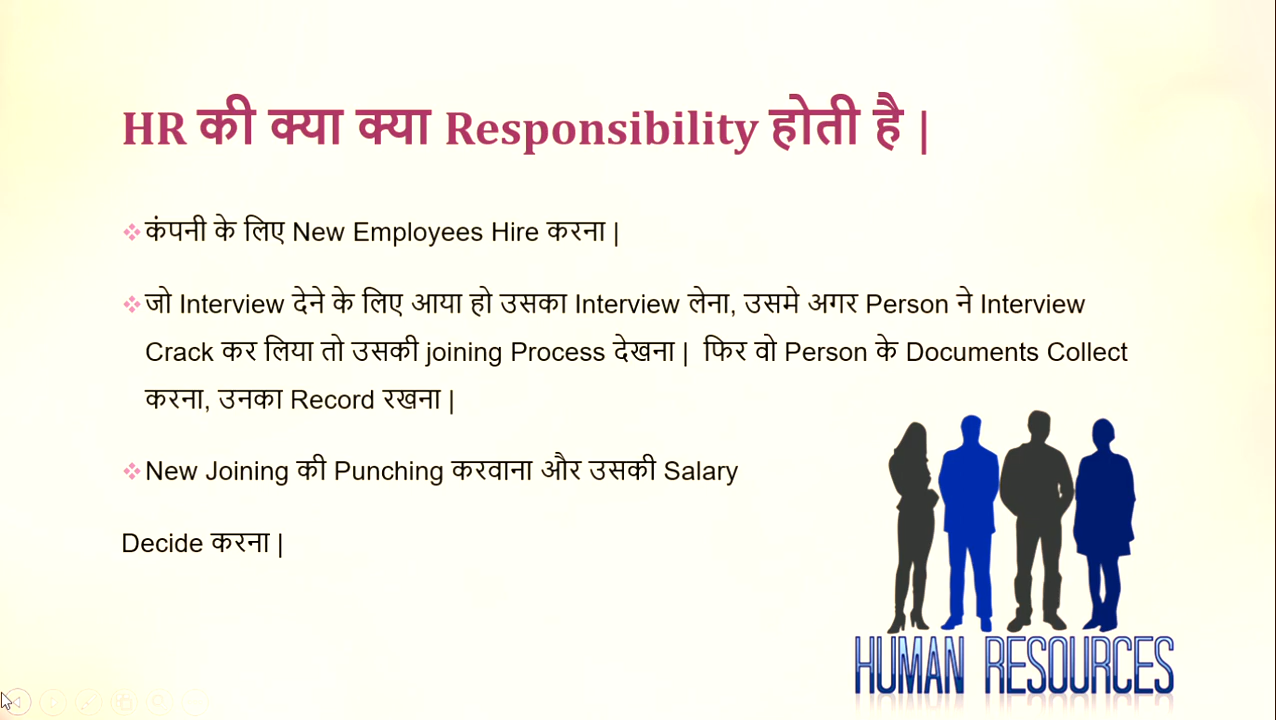 HR की क्या क्या Responsibility होती है |
कंपनी के लिए New Employees Hire करना |
जो Interview देने के लिए आया हो उसका Interview लेना, उसमे अगर Person ने Interview
Crack कर लिया तो उसकी joining Process देखना | फिर वो Person के Documents Collect
करना, उनका Record रखना |
New Joining की Punching करवाना और उसकी Salary
Decide करना |
HUMAN RESOURCES